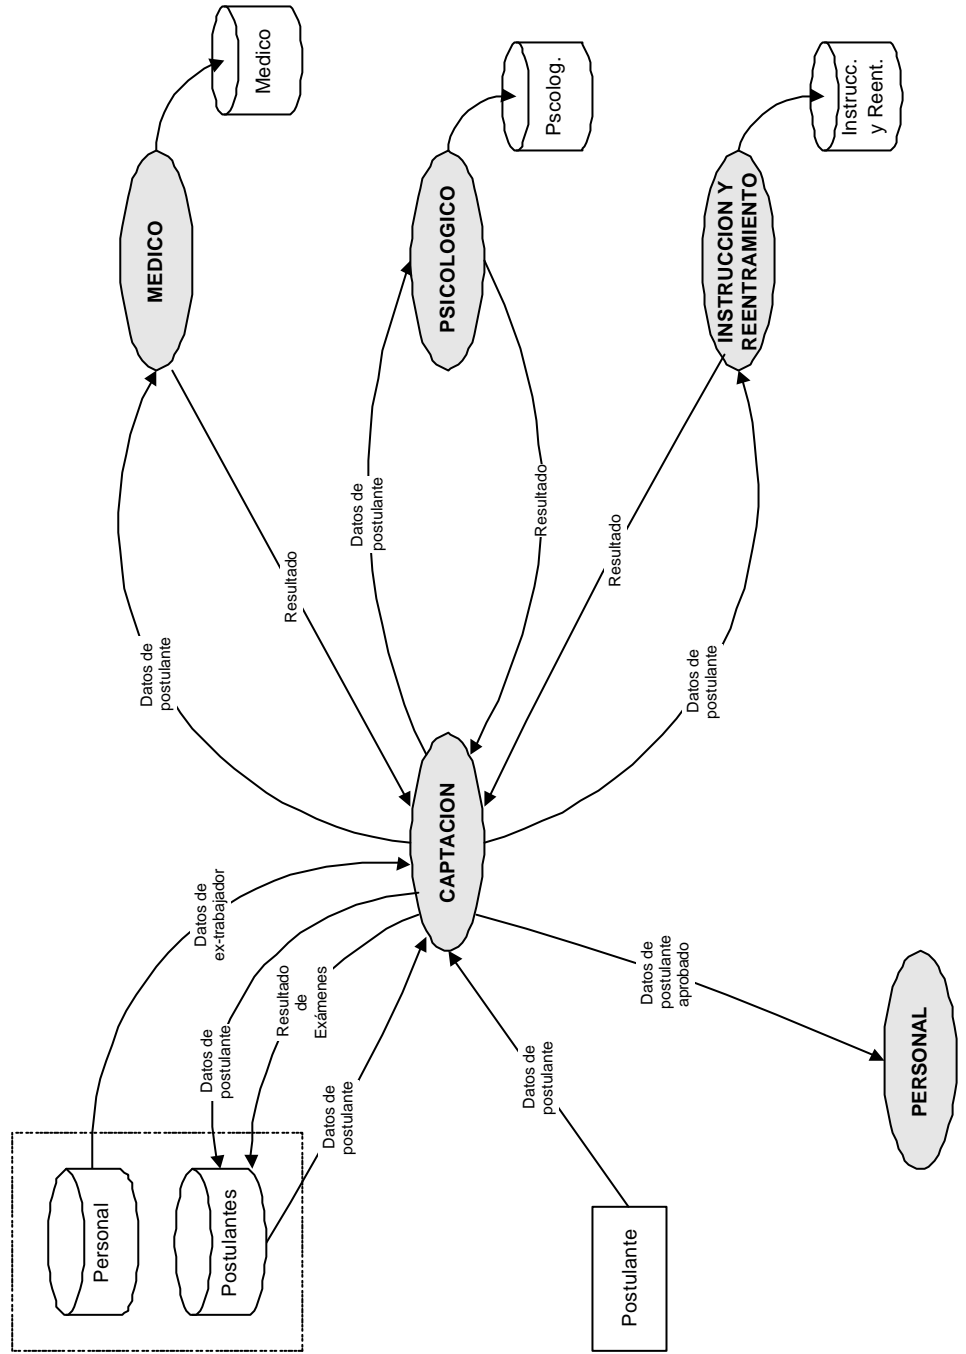 Personal
Postulantes
Datos de
ex-trabajador
Datos de
postulante
Resultado
de
Exámenes
Datos de
postulante
Postulante
Datos de
postulante
CAPTACION
Datos de
postulante
aprobado
PERSONAL
Datos de
postulante
Resultado
MEDICO
Medico
Datos de
postulante
Resultado
PSICOLOGICO
Pscolog.
Resultado
Datos de
postulante
INSTRUCCION Y
REENTRAMIENTO
Instrucc.
y Reent.